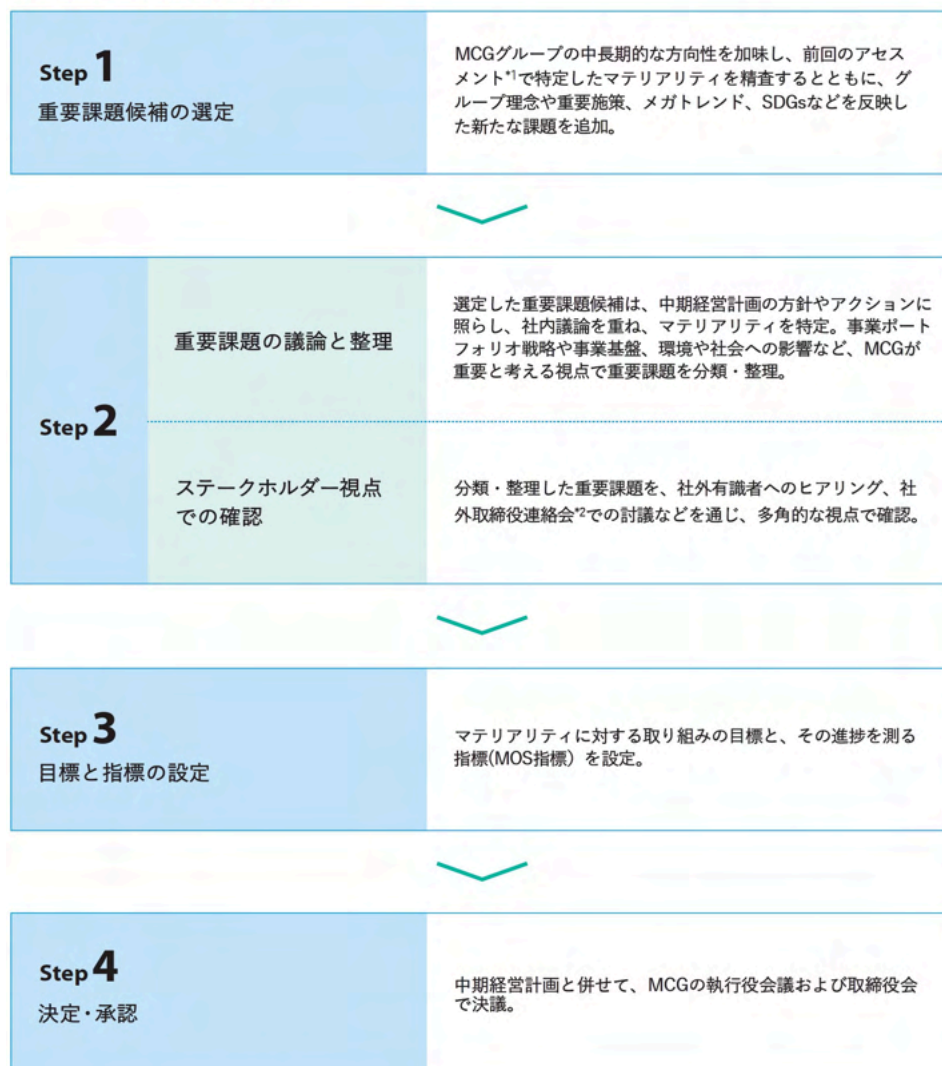 Step 1
重要課題候補の選定
MCGグループの中長期的な方向性を加味し、前回のアセス
メント*1で特定したマテリアリティを精査するとともに、グ
ループ理念や重要施策、メガトレンド、SDGsなどを反映し
た新たな課題を追加。
Step 2
重要課題の議論と整理
選定した重要課題候補は、中期経営計画の方針やアクションに
照らし、社内議論を重ね、マテリアリティを特定。事業ポート
フォリオ戦略や事業基盤、環境や社会への影響など、MCGが
重要と考える視点で重要課題を分類・整理。
ステークホルダー視点
での確認
分類・整理した重要課題を、社外有識者へのヒアリング、社
外取締役連絡会*2での討議などを通じ、多角的な視点で確認。
Step 3
目標と指標の設定
マテリアリティに対する取り組みの目標と、その進捗を測る
指標(MOS指標）を設定。
Step 4
決定・承認
中期経営計画と併せて、MCGの執行役会議および取締役会
で決議。